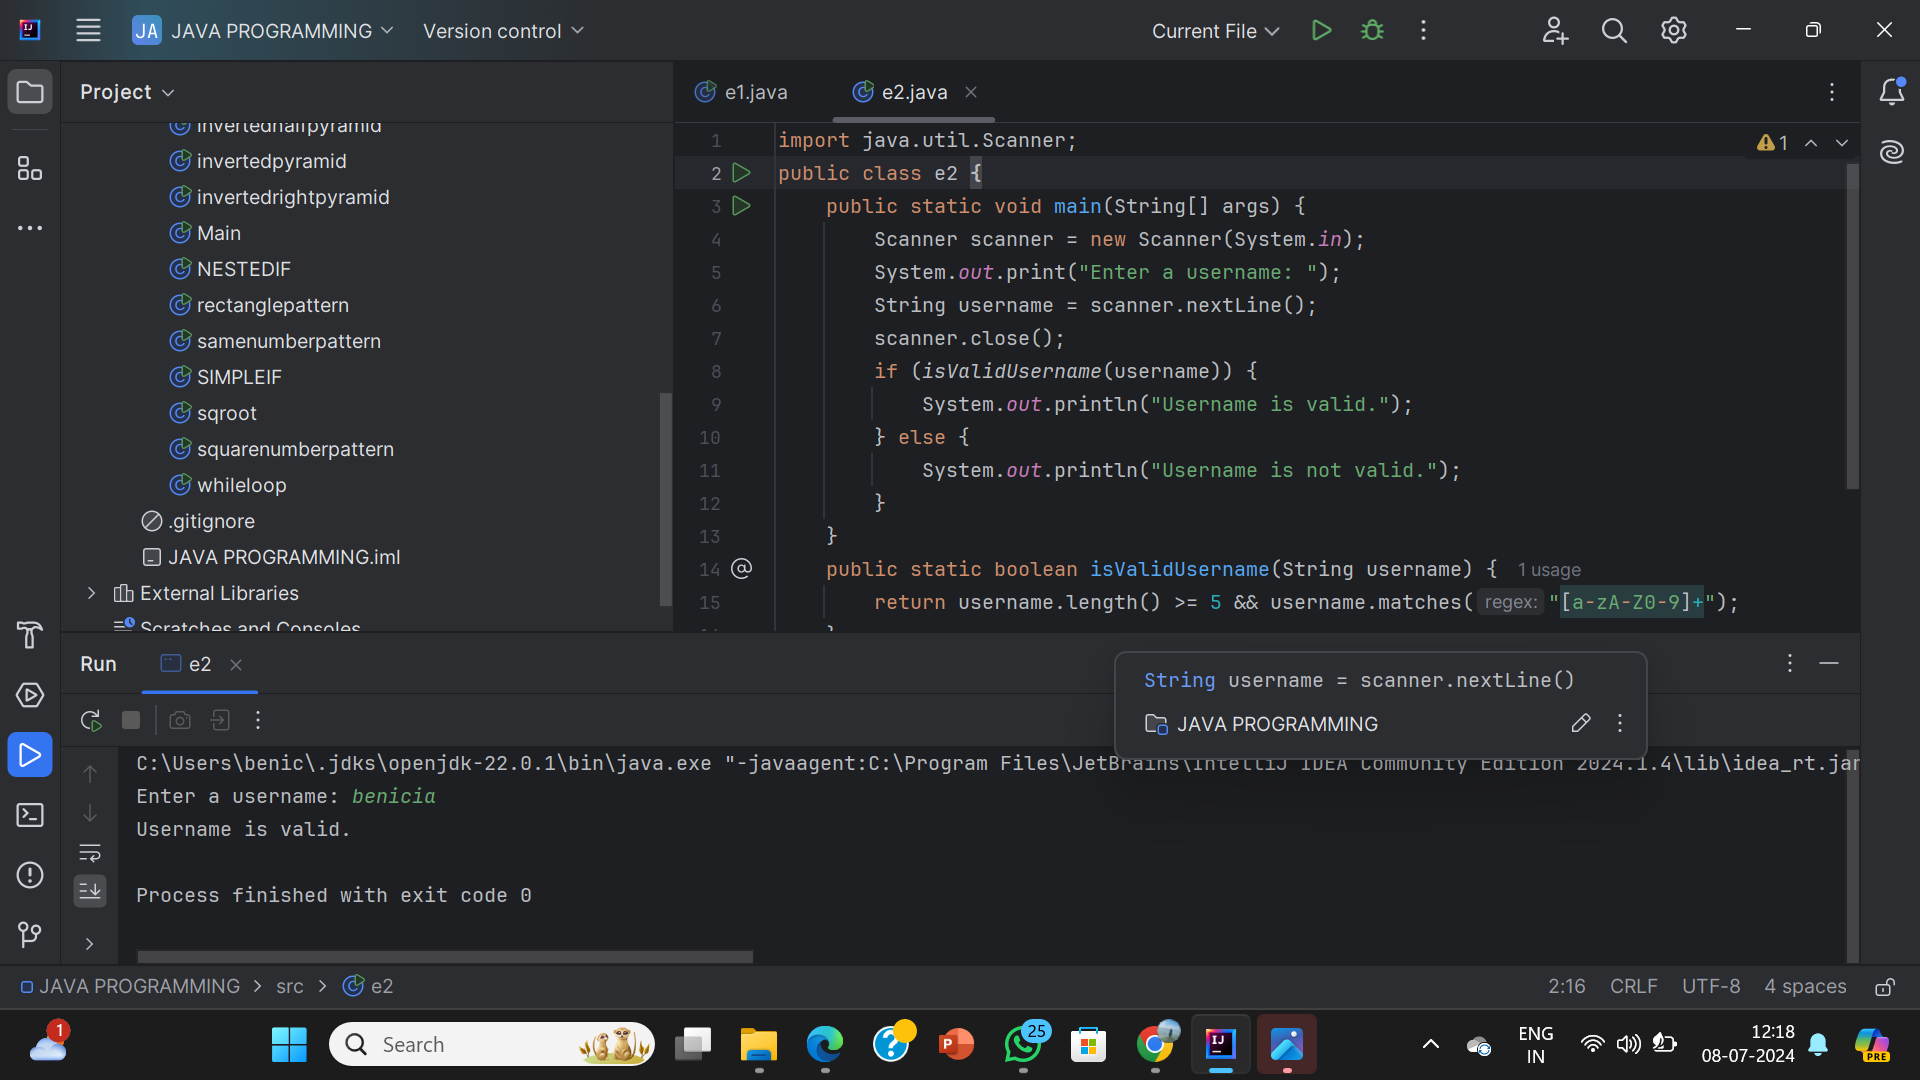 JA JAVA PROGRAMMING
Version control
Current File
Project
e1.java
e2.java
invertedhalfpyramid
invertedpyramid
invertedrightpyramid
Main
NESTEDIF
rectanglepattern
samenumberpattern
SIMPLEIF
sqroot
squarenumberpattern
whileloop
.gitignore
JAVA PROGRAMMING.iml
External Libraries
Scratches and Consoles
1
1 import java.util.Scanner;
2 public class e2 {
3 public static void main(String[] args) {
4 Scanner scanner = new Scanner(System.in);
5 System.out.print("Enter a username: ");
6 String username = scanner.nextLine();
7 scanner.close();
8 if (isValidUsername(username)) {
9 System.out.println("Username is valid.");
10 } else {
11 System.out.println("Username is not valid.");
12 }
13 }
14 @ public static boolean isValidUsername(String username) { 1 usage
15 return username.length() >= 5 && username.matches( regex: "[a-zA-Z0-9]+");
Run
e2
String username = scanner.nextLine()
JAVA PROGRAMMING
C:\Users\benic\.jdks\openjdk-22.0.1\bin\java.exe "-javaagent:C:\Program Files\JetBrains\IntelliJ IDEA Community Edition 2024.1.4\lib\idea_rt.jar
Enter a username: benicia
Username is valid.
Process finished with exit code 0
JAVA PROGRAMMING > src > e2
2:16 CRLF UTF-8 4 spaces
1
Search
25
ENG
IN
12:18
08-07-2024
PRE